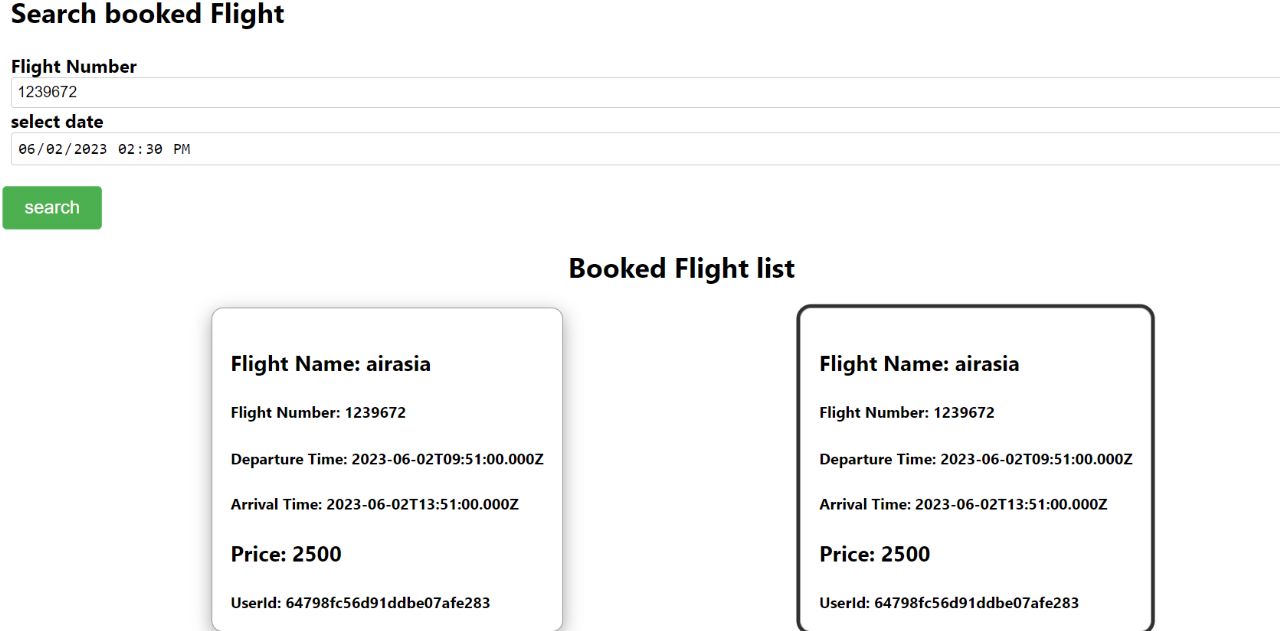 Search booked Flight
Flight Number
1239672
select date
06/02/2023 02:30 PM
search
Booked Flight list
Flight Name: airasia
Flight Number: 1239672
Departure Time: 2023-06-02T09:51:00.000Z
Arrival Time: 2023-06-02T13:51:00.000Z
Price: 2500
UserId: 64798fc56d91ddbe07afe283
Flight Name: airasia
Flight Number: 1239672
Departure Time: 2023-06-02T09:51:00.000Z
Arrival Time: 2023-06-02T13:51:00.000Z
Price: 2500
UserId: 64798fc56d91ddbe07afe283